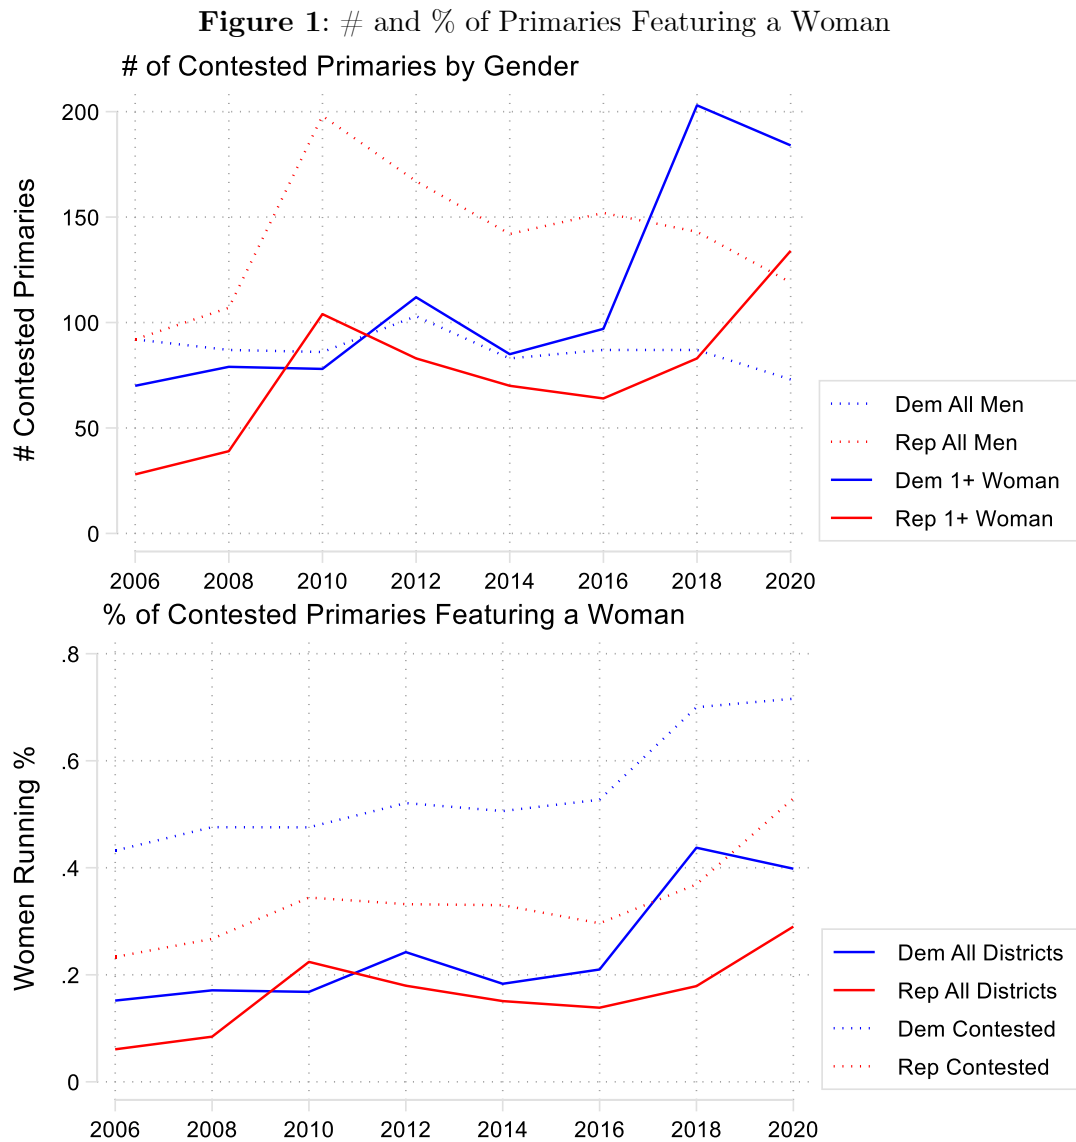 Figure 1: # and % of Primaries Featuring a Woman
# of Contested Primaries by Gender
# Contested Primaries
200
150
100
50
0
2006 2008 2010 2012 2014 2016 2018 2020
Dem All Men
Rep All Men
Dem 1+ Woman
Rep 1+ Woman
% of Contested Primaries Featuring a Woman
Women Running %
.8
.6
.4
.2
0
2006 2008 2010 2012 2014 2016 2018 2020
Dem All Districts
Rep All Districts
Dem Contested
Rep Contested